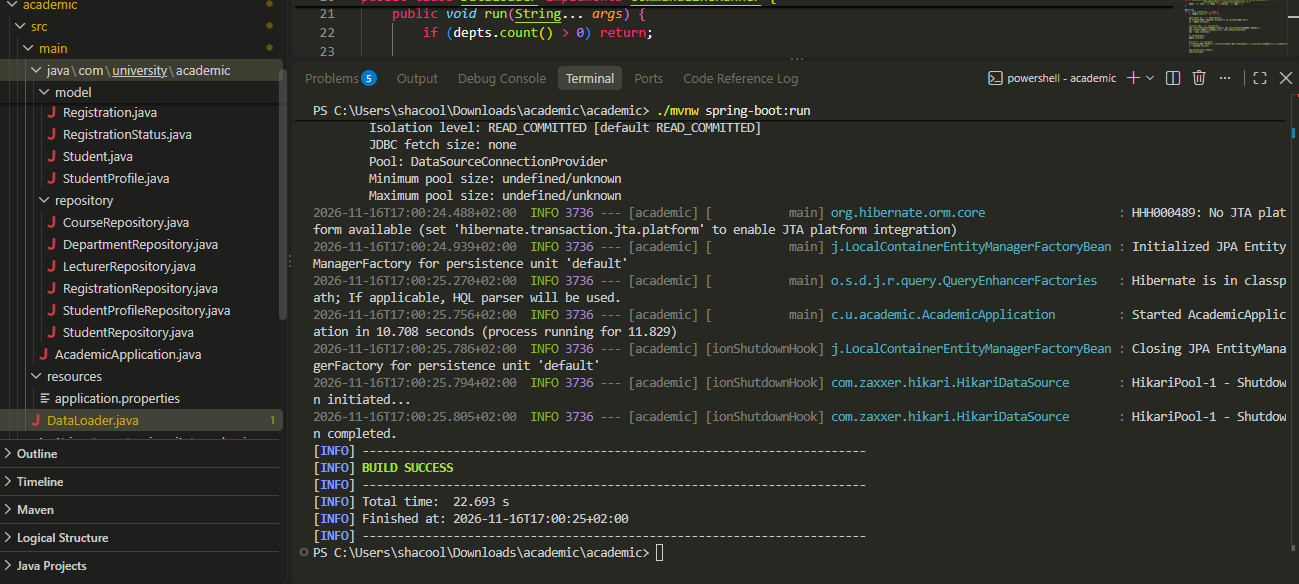 academic
src
main
java\com\university\academic
model
Registration.java
RegistrationStatus.java
Student.java
StudentProfile.java
repository
CourseRepository.java
DepartmentRepository.java
LecturerRepository.java
RegistrationRepository.java
StudentProfileRepository.java
StudentRepository.java
AcademicApplication.java
resources
application.properties
DataLoader.java 1
Outline
Timeline
Maven
Logical Structure
Java Projects
21 public void run(String... args) {
22 if (depts.count() > 0) return;
23
Problems 5 Output Debug Console Terminal Ports Code Reference Log powershell - academic
PS C:\Users\shacool\Downloads\academic\academic> ./mvnw spring-boot:run
Isolation level: READ_COMMITTED [default READ_COMMITTED]
JDBC fetch size: none
Pool: DataSourceConnectionProvider
Minimum pool size: undefined/unknown
Maximum pool size: undefined/unknown
2026-11-16T17:00:24.488+02:00 INFO 3736 --- [academic] [ main] org.hibernate.orm.core : HHH000489: No JTA plat
form available (set 'hibernate.transaction.jta.platform' to enable JTA platform integration)
2026-11-16T17:00:24.939+02:00 INFO 3736 --- [academic] [ main] j.LocalContainerEntityManagerFactoryBean : Initialized JPA Entity
ManagerFactory for persistence unit 'default'
2026-11-16T17:00:25.270+02:00 INFO 3736 --- [academic] [ main] o.s.d.j.r.query.QueryEnhancerFactories : Hibernate is in classp
ath; If applicable, HQL parser will be used.
2026-11-16T17:00:25.756+02:00 INFO 3736 --- [academic] [ main] c.u.academic.AcademicApplication : Started AcademicApplic
ation in 10.708 seconds (process running for 11.829)
2026-11-16T17:00:25.786+02:00 INFO 3736 --- [academic] [ionShutdownHook] j.LocalContainerEntityManagerFactoryBean : Closing JPA EntityMana
gerFactory for persistence unit 'default'
2026-11-16T17:00:25.794+02:00 INFO 3736 --- [academic] [ionShutdownHook] com.zaxxer.hikari.HikariDataSource : HikariPool-1 - Shutdow
n initiated...
2026-11-16T17:00:25.805+02:00 INFO 3736 --- [academic] [ionShutdownHook] com.zaxxer.hikari.HikariDataSource : HikariPool-1 - Shutdow
n completed.
[INFO] ------------------------------------------------------------------------
[INFO] BUILD SUCCESS
[INFO] ------------------------------------------------------------------------
[INFO] Total time: 22.693 s
[INFO] Finished at: 2026-11-16T17:00:25+02:00
[INFO] ------------------------------------------------------------------------
PS C:\Users\shacool\Downloads\academic\academic>